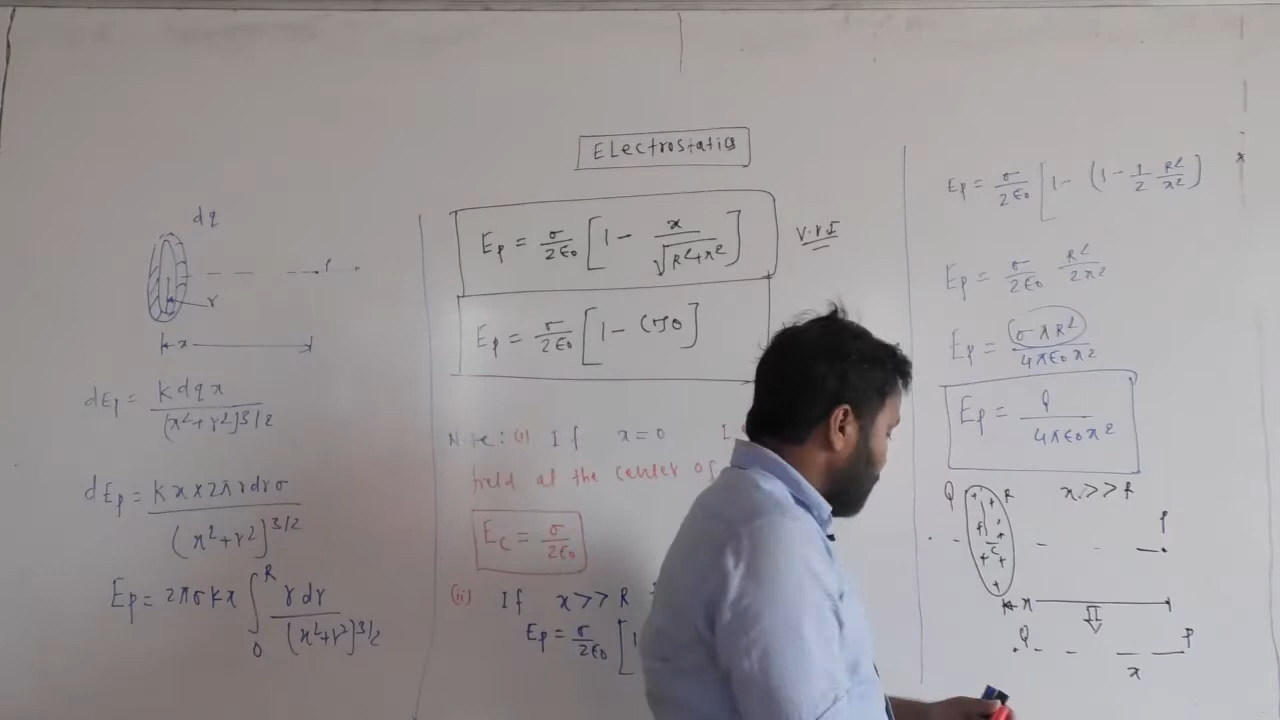 ELectrostatics
dq
P
r
x
dEp = K dq x / (x²+r²)3/2
dEp = K x x 2π r dr σ / (x²+r²)3/2
Ep = 2πσKx ∫₀ᴿ r dr / (x²+r²)3/2
Ep = σ/2ε₀ [1 - x/√R²+x²]
V.V.I
Ep = σ/2ε₀ [1 - cosθ]
Note: (i) If x=0
field at the center of
Ec = σ/2ε₀
(ii) If x>>R
Ep = σ/2ε₀ [1
Ep = σ/2ε₀ [1 - (1 - 1/2 R²/x²)]
Ep = σ/2ε₀ R²/2x²
Ep = σπR²/4πε₀x²
Ep = Q/4πε₀x²
Q R x>>R
P
C
x
Q P
x